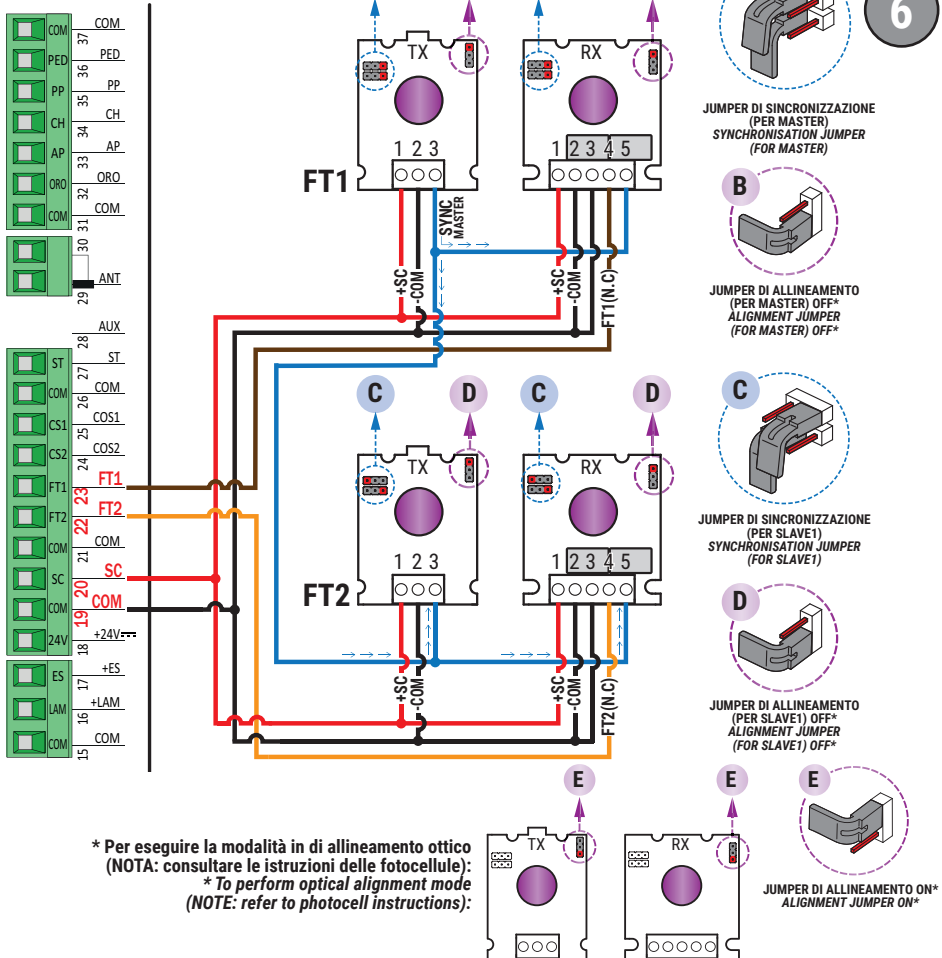 6
COM
COM
37
PED
PED
36
PP
PP
35
CH
CH
34
AP
AP
33
ORO
ORO
32
COM
COM
31
30
ANT
29
AUX
28
ST
ST
27
COM
COM
26
CS1
COS1
25
CS2
COS2
24
FT1
FT1
23
FT2
FT2
22
COM
COM
21
SC
SC
20
COM
COM
19
24V
+24V
18
ES
+ES
17
LAM
+LAM
16
COM
COM
15
TX
1 2 3
FT1
RX
1 2 3 4 5
SYNC
MASTER
+SC
-COM
+SC
-COM
FT1(N.C)
C
D
C
D
TX
1 2 3
FT2
RX
1 2 3 4 5
+SC
-COM
+SC
-COM
FT2(N.C)
JUMPER DI SINCRONIZZAZIONE
(PER MASTER)
SYNCHRONISATION JUMPER
(FOR MASTER)
B
JUMPER DI ALLINEAMENTO
(PER MASTER) OFF*
ALIGNMENT JUMPER
(FOR MASTER) OFF*
C
JUMPER DI SINCRONIZZAZIONE
(PER SLAVE1)
SYNCHRONISATION JUMPER
(FOR SLAVE1)
D
JUMPER DI ALLINEAMENTO
(PER SLAVE1) OFF*
ALIGNMENT JUMPER
(FOR SLAVE1) OFF*
E
E
E
TX
RX
JUMPER DI ALLINEAMENTO ON*
ALIGNMENT JUMPER ON*
* Per eseguire la modalità in di allineamento ottico
(NOTA: consultare le istruzioni delle fotocellule):
* To perform optical alignment mode
(NOTE: refer to photocell instructions):